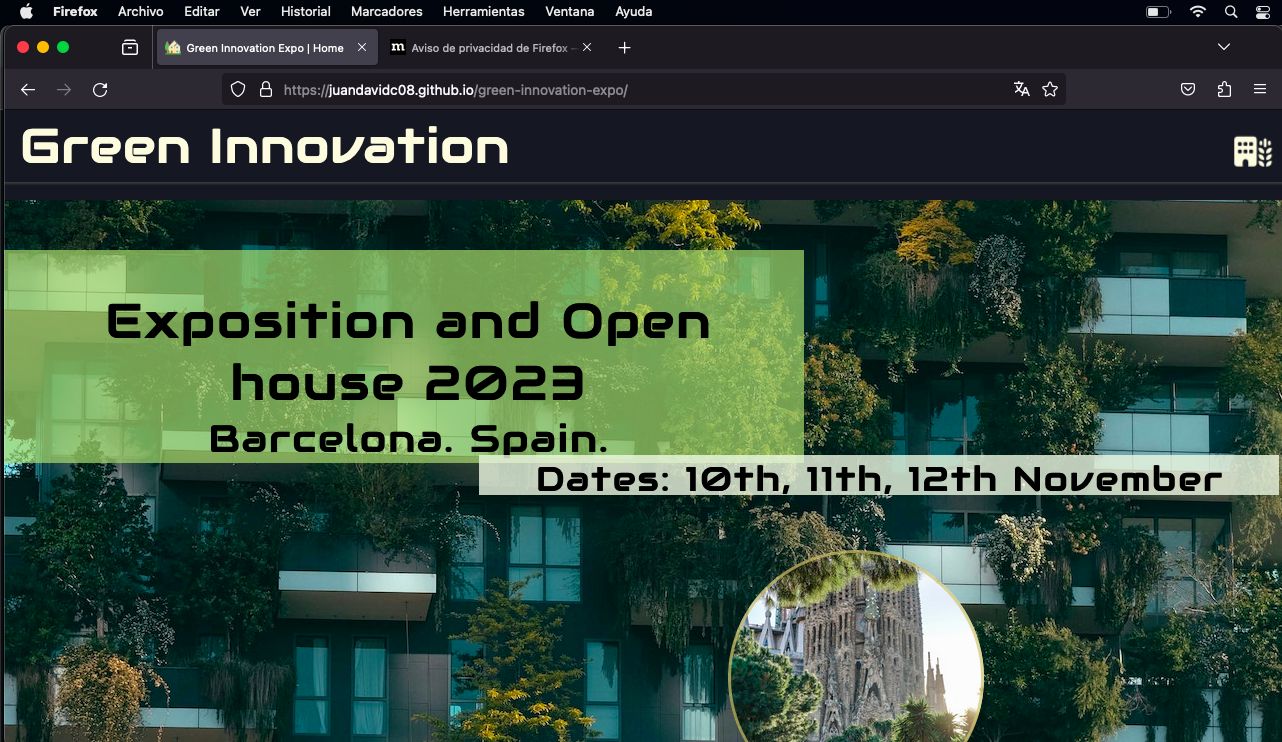 Firefox Archivo Editar Ver Historial Marcadores Herramientas Ventana Ayuda
Green Innovation Expo | Home
m Aviso de privacidad de Firefox –
https://juandavidc08.github.io/green-innovation-expo/
Green Innovation
Exposition and Open
house 2023
Barcelona. Spain.
Dates: 10th, 11th, 12th November